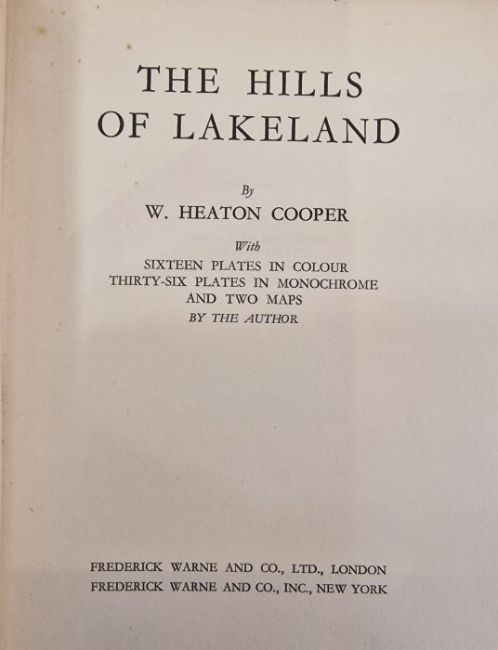 THE HILLS
OF LAKELAND
By
W. HEATON COOPER
With
SIXTEEN PLATES IN COLOUR
THIRTY-SIX PLATES IN MONOCHROME
AND TWO MAPS
BY THE AUTHOR
FREDERICK WARNE AND CO., LTD., LONDON
FREDERICK WARNE AND CO., INC., NEW YORK